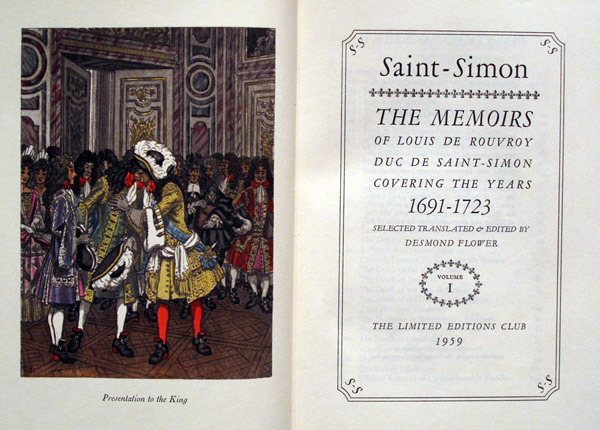 Presentation to the King
S-S
S-S
Saint-Simon
THE MEMOIRS
OF LOUIS DE ROUVROY
DUC DE SAINT-SIMON
COVERING THE YEARS
1691-1723
SELECTED TRANSLATED & EDITED BY
DESMOND FLOWER
VOLUME
I
THE LIMITED EDITIONS CLUB
1959
S-S
S-S